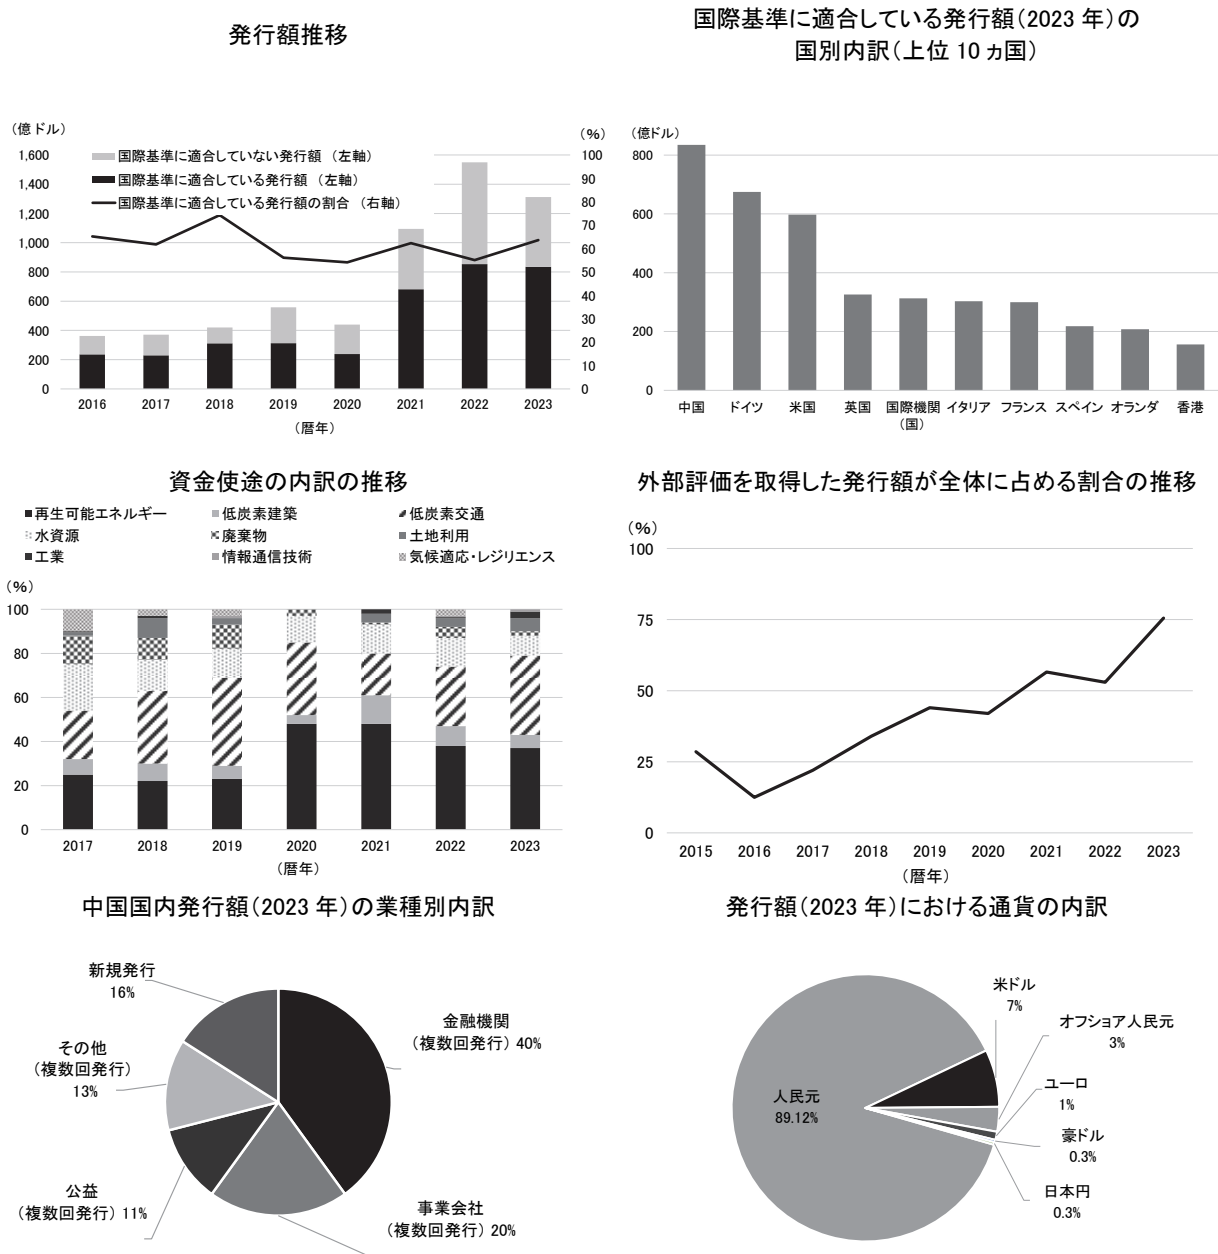 発行額推移
（億ドル）
（％）
国際基準に適合していない発行額 （左軸）
国際基準に適合している発行額 （左軸）
国際基準に適合している発行額の割合 （右軸）
1,600
1,400
1,200
1,000
800
600
400
200
0
100
90
80
70
60
50
40
30
20
10
0
2016 2017 2018 2019 2020 2021 2022 2023
（暦年）
国際基準に適合している発行額（2023 年）の
国別内訳（上位 10 ヵ国）
（億ドル）
800
600
400
200
0
中国 ドイツ 米国 英国 国際機関 イタリア フランス スペイン オランダ 香港
（国）
資金使途の内訳の推移
■再生可能エネルギー ■低炭素建築 低炭素交通
水資源 廃棄物 ■土地利用
■工業 ■情報通信技術 気候適応・レジリエンス
（％）
100
80
60
40
20
0
2017 2018 2019 2020 2021 2022 2023
（暦年）
外部評価を取得した発行額が全体に占める割合の推移
（％）
100
75
50
25
0
2015 2016 2017 2018 2019 2020 2021 2022 2023
（暦年）
中国国内発行額（2023 年）の業種別内訳
新規発行
16%
金融機関
（複数回発行） 40%
その他
（複数回発行）
13%
公益
（複数回発行） 11%
事業会社
（複数回発行） 20%
発行額（2023 年）における通貨の内訳
米ドル
7%
オフショア人民元
3%
ユーロ
1%
人民元
89.12%
豪ドル
0.3%
日本円
0.3%